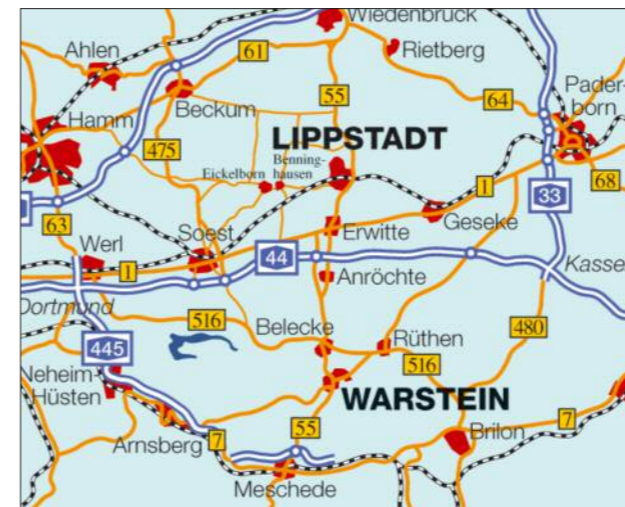 Wiedenbrück
Ahlen
61
Rietberg
Beckum
55
64
Pader-
born
Hamm
LIPPSTADT
475
Benning-
Eickelborn
hausen
1
68
33
63
Geseke
Werl
Soest
Erwitte
44
1
Anröchte
Kasse
Dortmund
516
Belecke
Rüthen
480
445
516
Neheim-
Hüsten
WARSTEIN
Arnsberg
7
55
Brilon
7
Meschede